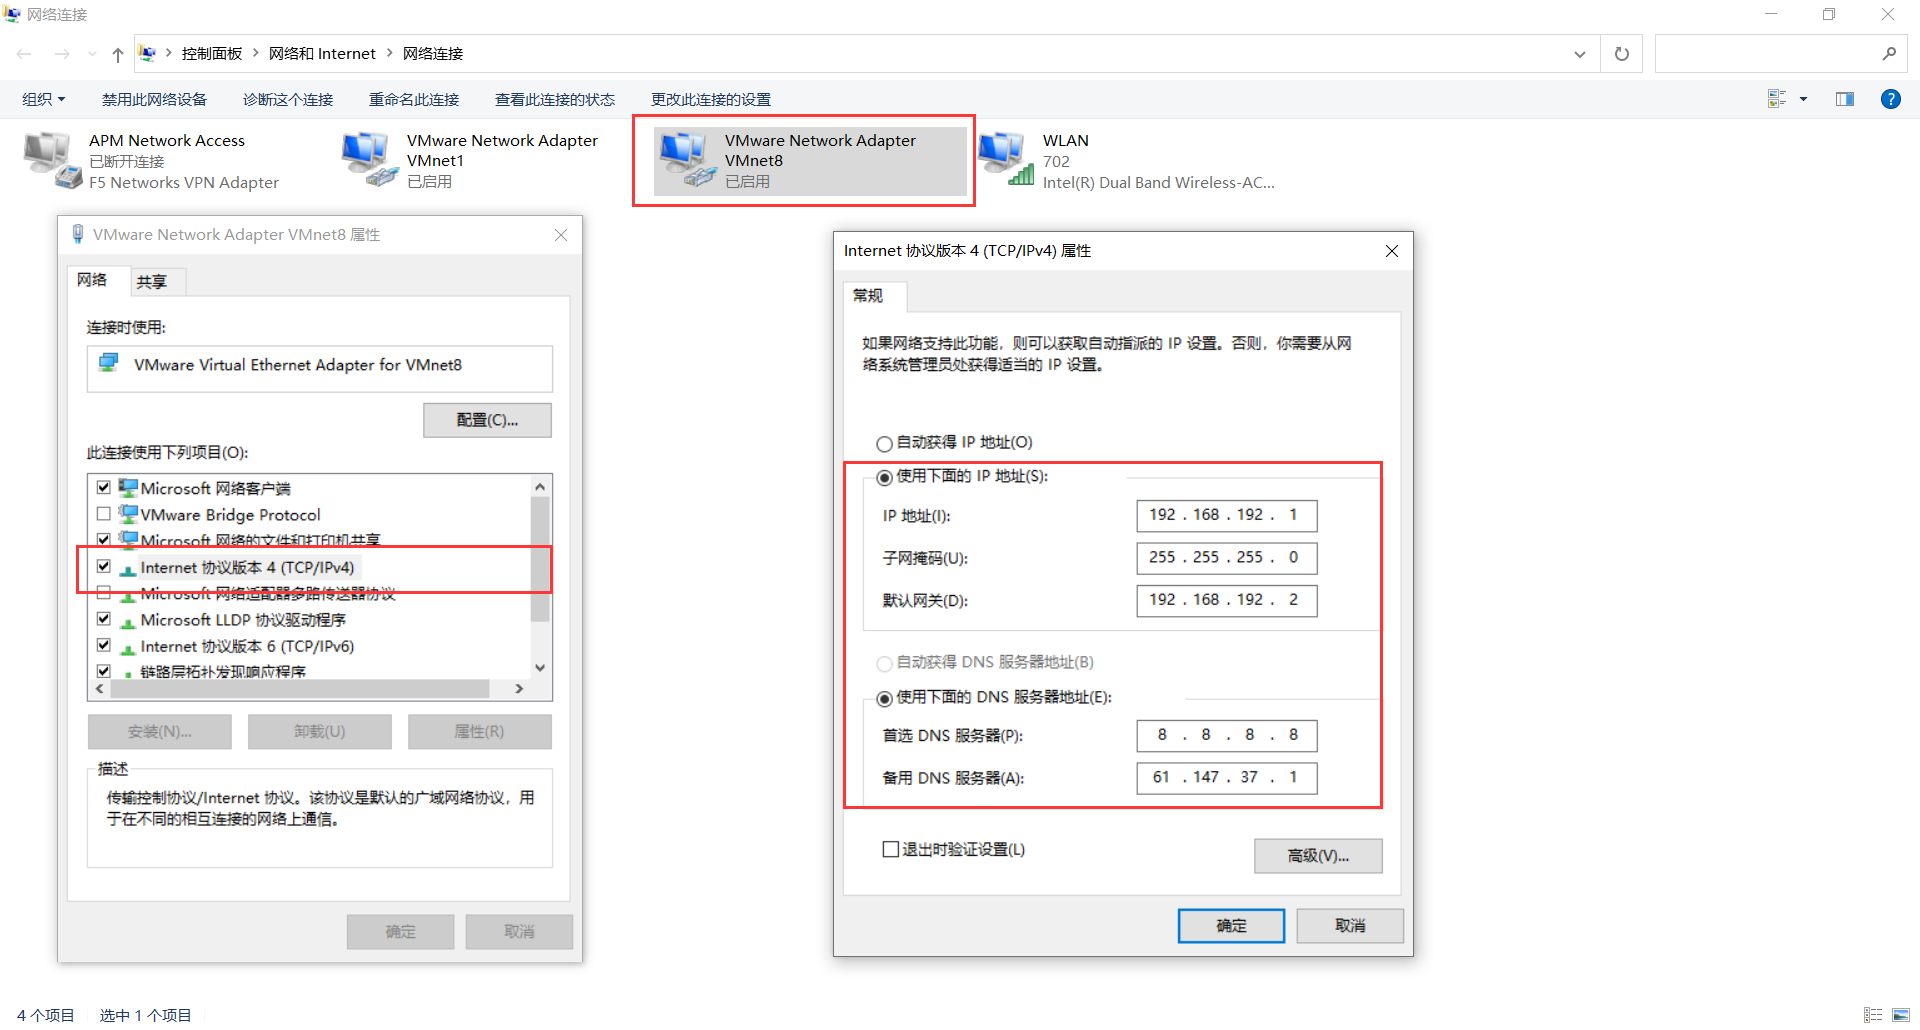 网络连接
控制面板 > 网络和 Internet > 网络连接
组织
禁用此网络设备
诊断这个连接
重命名此连接
查看此连接的状态
更改此连接的设置
APM Network Access
已断开连接
F5 Networks VPN Adapter
VMware Network Adapter
VMnet1
已启用
VMware Network Adapter
VMnet8
已启用
WLAN
702
Intel(R) Dual Band Wireless-AC...
VMware Network Adapter VMnet8 属性
网络
共享
连接时使用:
VMware Virtual Ethernet Adapter for VMnet8
配置(C)...
此连接使用下列项目(O):
Microsoft 网络客户端
VMware Bridge Protocol
Microsoft 网络的文件和打印机共享
Internet 协议版本 4 (TCP/IPv4)
Microsoft 网络适配器多路传送器协议
Microsoft LLDP 协议驱动程序
Internet 协议版本 6 (TCP/IPv6)
链路层拓扑发现响应程序
安装(N)...
卸载(U)
属性(R)
描述
传输控制协议/Internet 协议。该协议是默认的广域网络协议，用
于在不同的相互连接的网络上通信。
确定
取消
Internet 协议版本 4 (TCP/IPv4) 属性
常规
如果网络支持此功能，则可以获取自动指派的 IP 设置。否则，你需要从网
络系统管理员处获得适当的 IP 设置。
自动获得 IP 地址(O)
使用下面的 IP 地址(S):
IP 地址(I):
192 . 168 . 192 . 1
子网掩码(U):
255 . 255 . 255 . 0
默认网关(D):
192 . 168 . 192 . 2
自动获得 DNS 服务器地址(B)
使用下面的 DNS 服务器地址(E):
首选 DNS 服务器(P):
8 . 8 . 8 . 8
备用 DNS 服务器(A):
61 . 147 . 37 . 1
退出时验证设置(L)
高级(V)...
确定
取消
4 个项目
选中 1 个项目